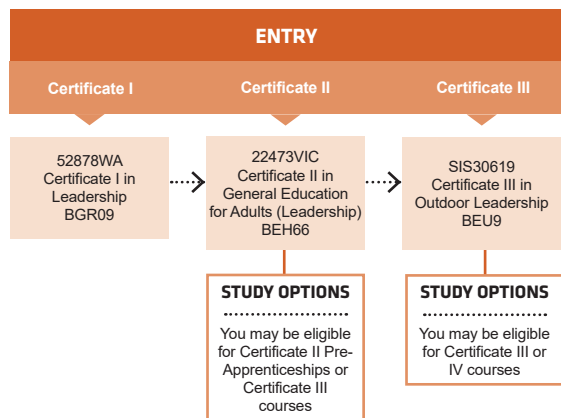 ENTRY
Certificate I
Certificate II
Certificate III
52878WA
Certificate I in
Leadership
BGR09
22473VIC
Certificate II in
General Education
for Adults (Leadership)
BEH66
SIS30619
Certificate III in
Outdoor Leadership
BEU9
STUDY OPTIONS
You may be eligible
for Certificate II Pre-
Apprenticeships or
Certificate III
courses
STUDY OPTIONS
You may be eligible
for Certificate III or
IV courses